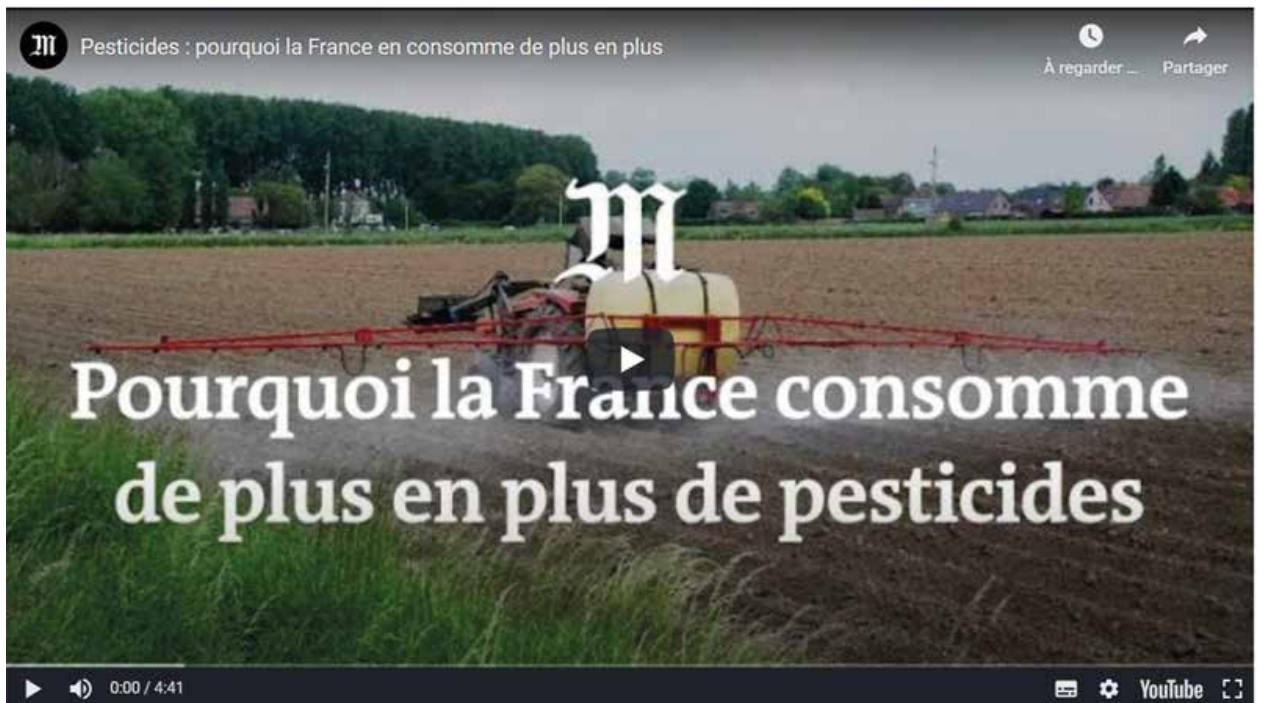 M Pesticides : pourquoi la France en consomme de plus en plus
À regarder ... Partager
M
Pourquoi la France consomme
de plus en plus de pesticides
0:00 / 4:41 YouTube